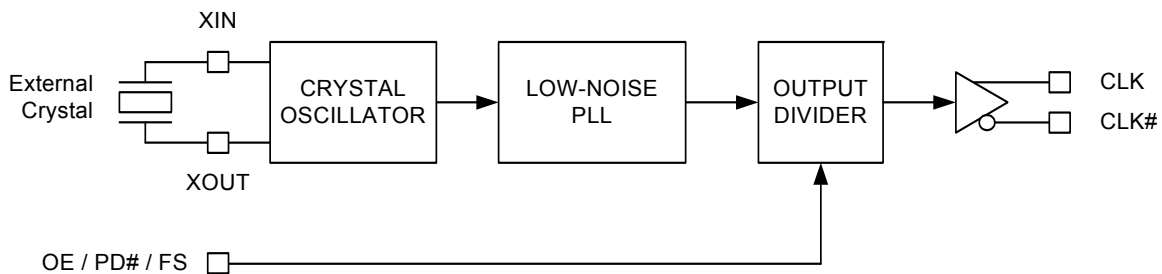 XIN
External
Crystal
XOUT
CRYSTAL
OSCILLATOR
LOW-NOISE
PLL
OUTPUT
DIVIDER
CLK
CLK#
OE / PD# / FS